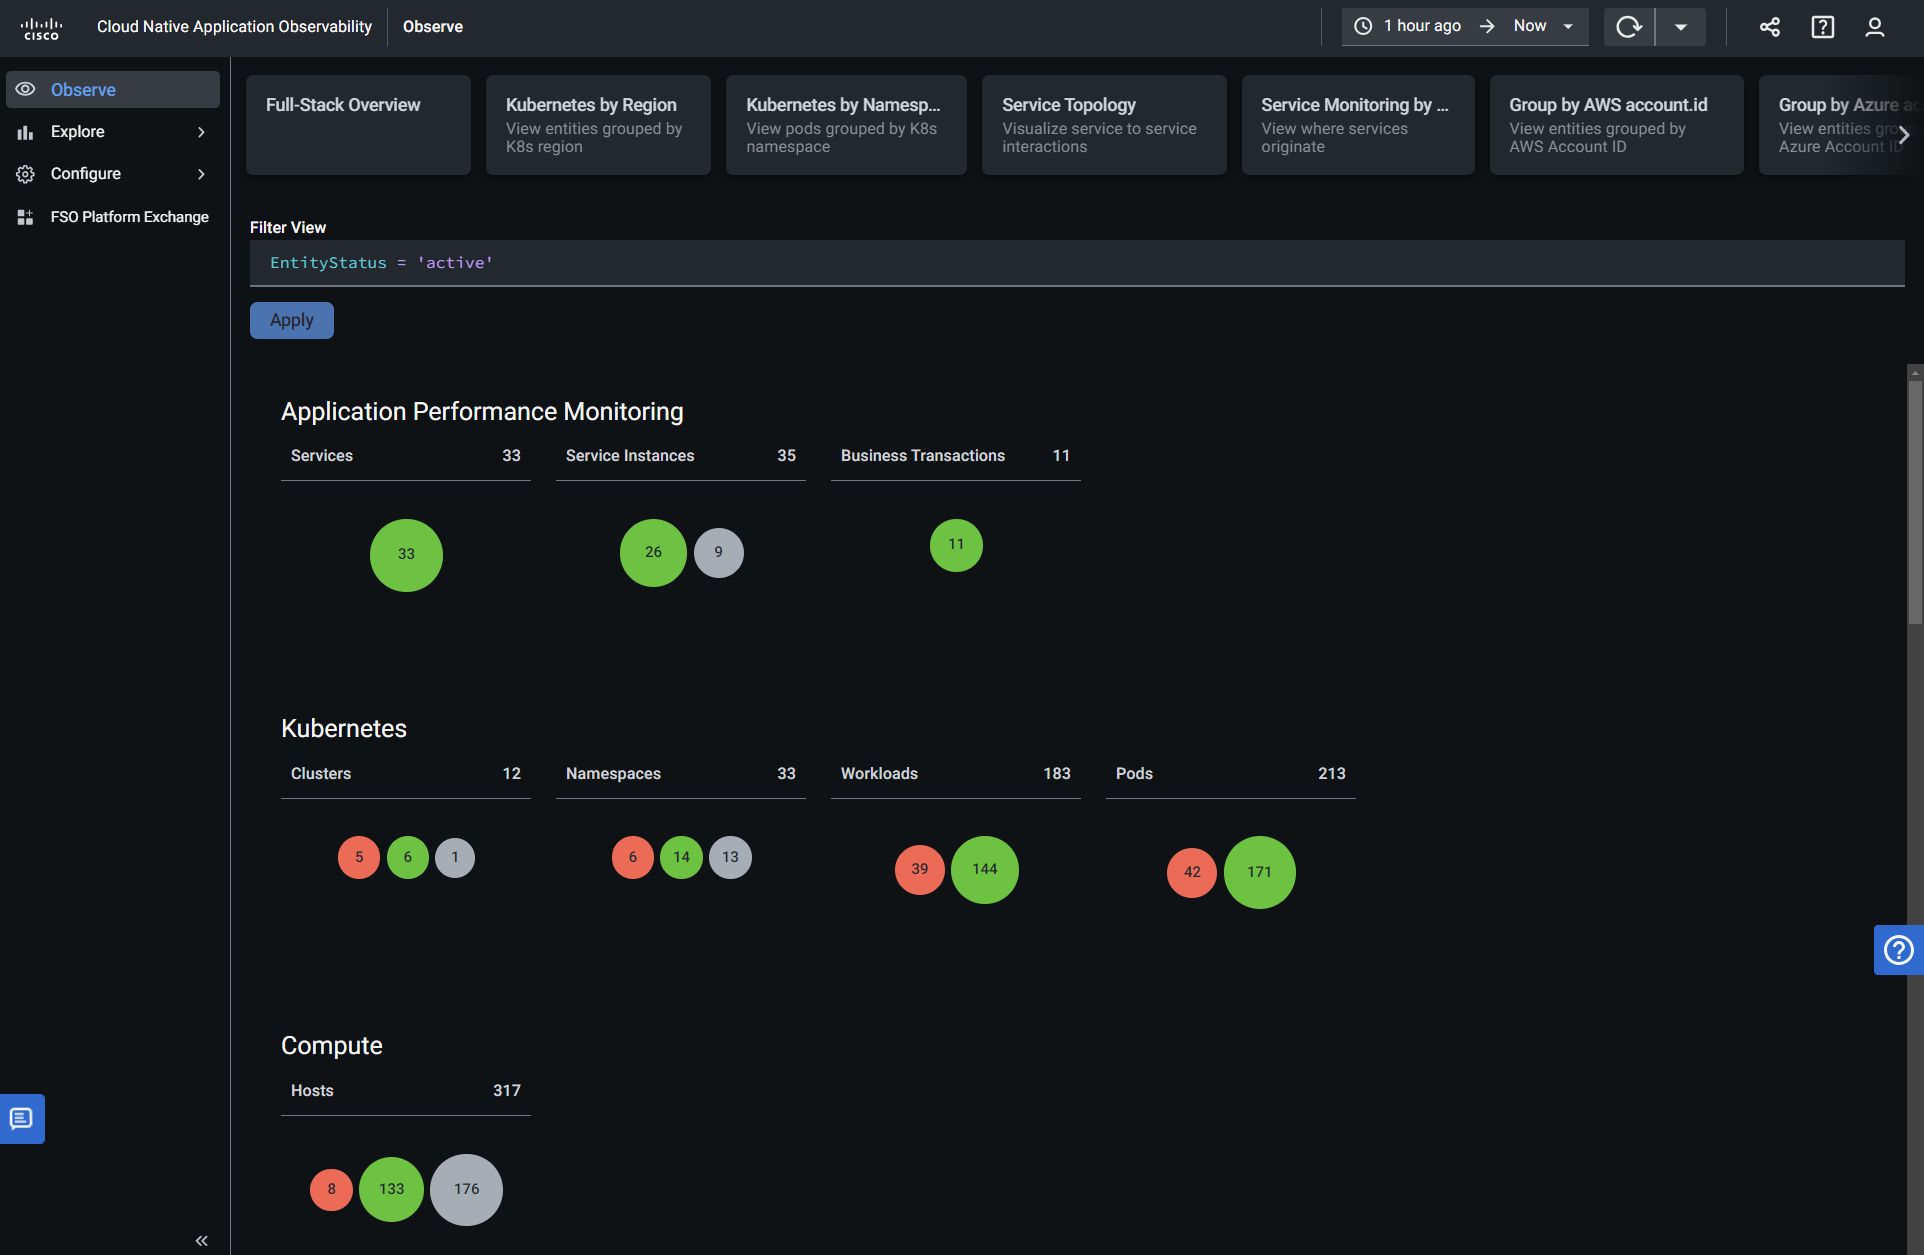 cisco
Cloud Native Application Observability
Observe
1 hour ago
Now
Observe
Explore
Configure
FSO Platform Exchange
Full-Stack Overview
Kubernetes by Region
View entities grouped by
K8s region
Kubernetes by Namesp...
View pods grouped by K8s
namespace
Service Topology
Visualize service to service
interactions
Service Monitoring by ...
View where services
originate
Group by AWS account.id
View entities grouped by
AWS Account ID
Group by Azure ac
View entities
Azure Account ID
Filter View
EntityStatus = 'active'
Apply
Application Performance Monitoring
Services 33
33
Service Instances 35
26 9
Business Transactions 11
11
Kubernetes
Clusters 12
5 6 1
Namespaces 33
6 14 13
Workloads 183
39 144
Pods 213
42 171
Compute
Hosts 317
8 133 176